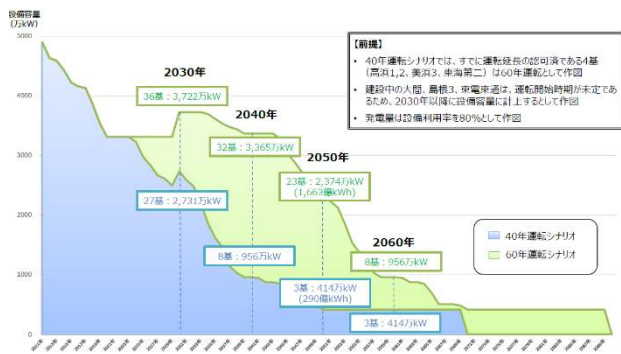 設備容量
(万kW)
5000
4000
3000
2000
1000
0
【前提】
• 40年運転シナリオでは、すでに運転延長の認可済である4基
（高浜1,2、美浜3、東海第二）は60年運転として作図
• 建設中の大間、島根3、東電東通は、運転開始時期が未定であ
るため、2030年以降に設備容量に計上するとして作図
• 発電量は設備利用率を80%として作図
2030年
36基：3,722万kW
27基：2,731万kW
2040年
32基：3,365万kW
8基：956万kW
2050年
23基：2,374万kW
(1,663億kWh)
3基：414万kW
(290億kWh)
2060年
8基：956万kW
3基：414万kW
40年運転シナリオ
60年運転シナリオ